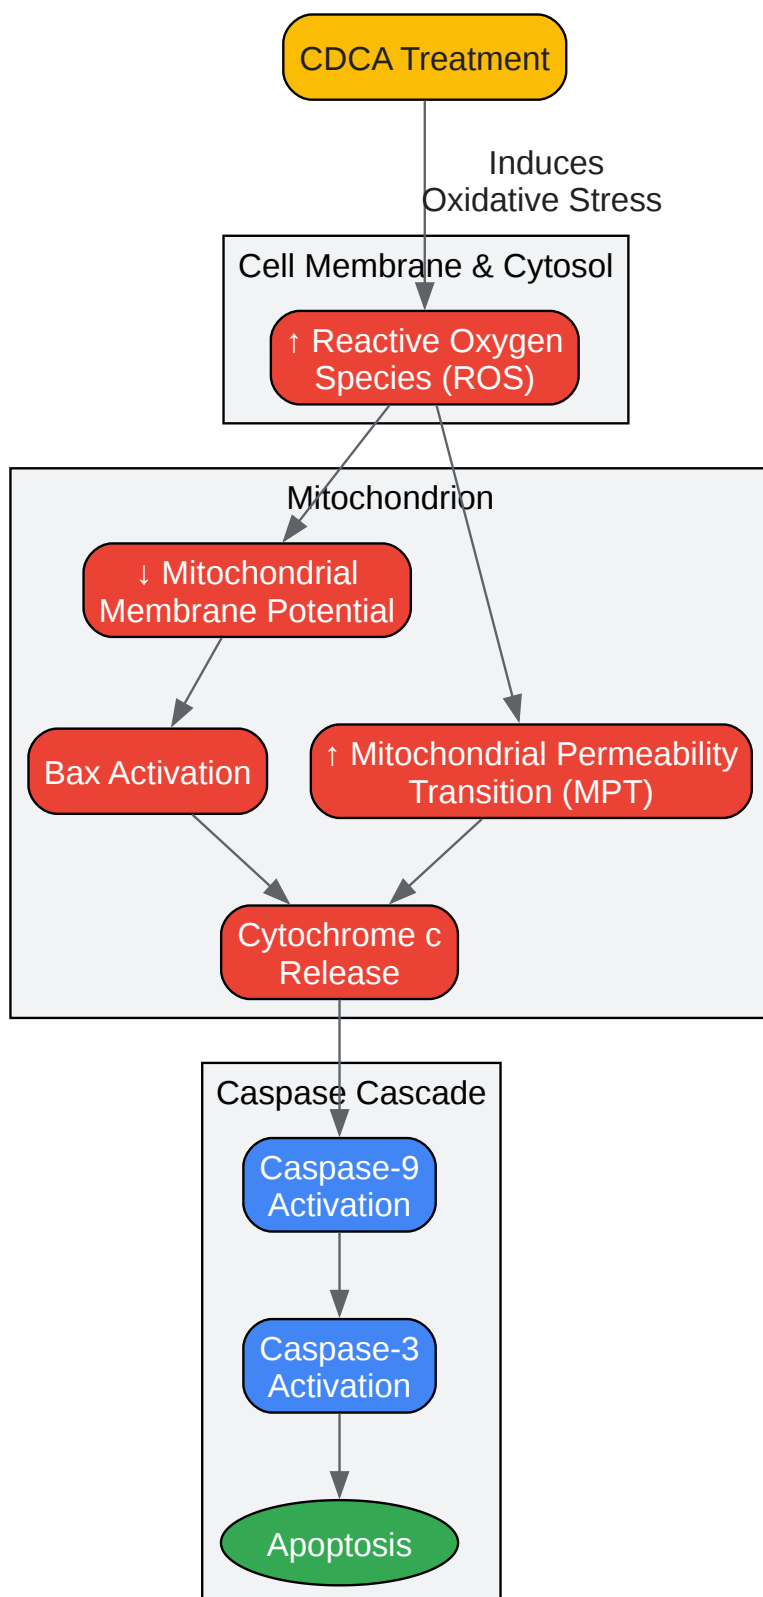 CDCA Treatment
Induces
Oxidative Stress
Cell Membrane & Cytosol
↑ Reactive Oxygen
Species (ROS)
Mitochondrion
↓ Mitochondrial
Membrane Potential
Bax Activation
↑ Mitochondrial Permeability
Transition (MPT)
Cytochrome c
Release
Caspase Cascade
Caspase-9
Activation
Caspase-3
Activation
Apoptosis